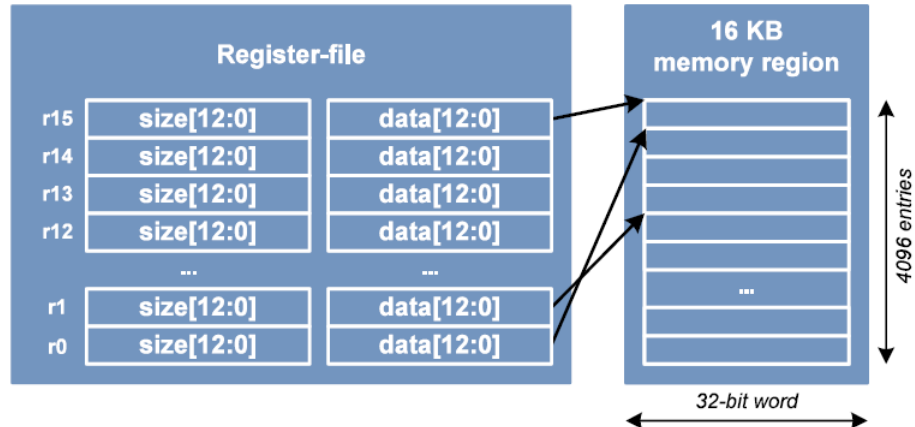 Register-file
r15 size[12:0] data[12:0]
r14 size[12:0] data[12:0]
r13 size[12:0] data[12:0]
r12 size[12:0] data[12:0]
... ...
r1 size[12:0] data[12:0]
r0 size[12:0] data[12:0]
16 KB
memory region
...
4096 entries
32-bit word